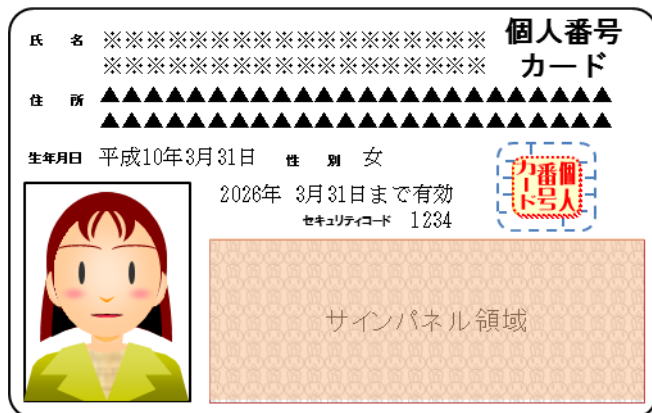 個人番号
カード
氏 名 ※※※※※※※※※※※※※※※※※※※※※
※※※※※※※※※※※※※※※※※※※※※
住 所 ▲▲▲▲▲▲▲▲▲▲▲▲▲▲▲▲▲▲▲▲▲▲▲▲
▲▲▲▲▲▲▲▲▲▲▲▲▲▲▲▲▲▲▲▲▲▲▲▲
生年月日 平成10年3月31日 性 別 女
個人
番号
カード
2026年 3月31日まで有効
セキュリティコード 1234
サインパネル領域